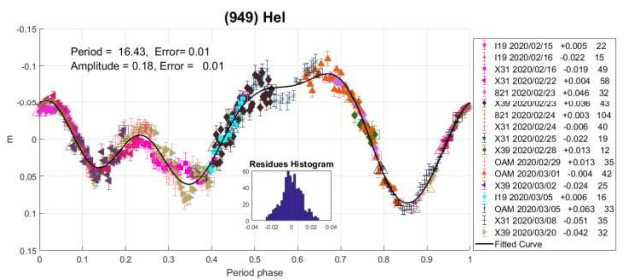 (949) Hel
Period = 16.43, Error= 0.01
Amplitude = 0.18, Error = 0.01
m
-0.15
-0.1
-0.05
0
0.05
0.1
0.15
0 0.1 0.2 0.3 0.4 0.5 0.6 0.7 0.8 0.9 1
Period phase
Residues Histogram
60
40
20
0
-0.04 -0.02 0 0.02 0.04
I19 2020/02/15 +0.005 22
I19 2020/02/16 -0.022 15
X31 2020/02/16 -0.019 49
X31 2020/02/22 +0.004 58
821 2020/02/23 +0.046 32
X39 2020/02/23 +0.036 43
821 2020/02/24 +0.003 104
X31 2020/02/24 -0.006 40
X31 2020/02/25 -0.022 19
X39 2020/02/28 +0.013 12
OAM 2020/02/29 +0.013 35
OAM 2020/03/01 -0.004 42
X39 2020/03/02 -0.024 25
I19 2020/03/05 +0.006 16
OAM 2020/03/05 +0.063 33
X31 2020/03/08 -0.051 35
X39 2020/03/20 -0.042 32
Fitted Curve